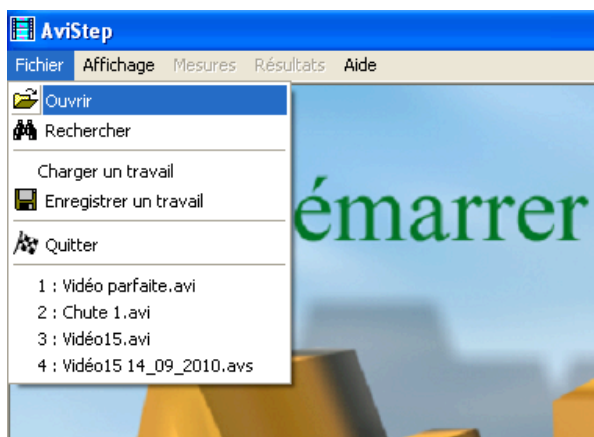 AviStep
Fichier Affichage Mesures Résultats Aide
Ouvrir
Rechercher
Charger un travail
Enregistrer un travail
Quitter
1 : Vidéo parfaite.avi
2 : Chute 1.avi
3 : Vidéo15.avi
4 : Vidéo15 14_09_2010.avs
émarrer